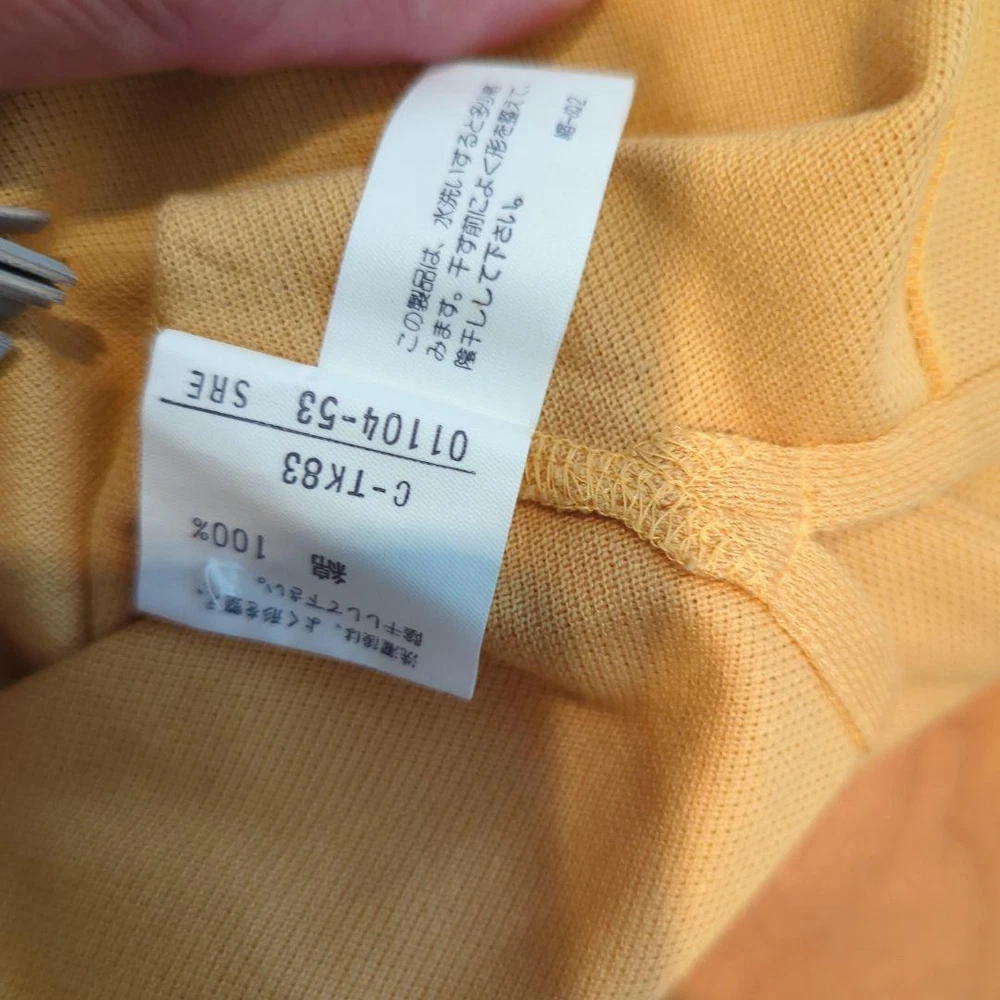 この製品は、水洗いすると多少縮
みます。干す前によく形を整えて、
陰干しして下さい。
01104-53 SRE
C-TK83
綿 100%
洗濯後は、よく形を整え、
陰干しして下さい。